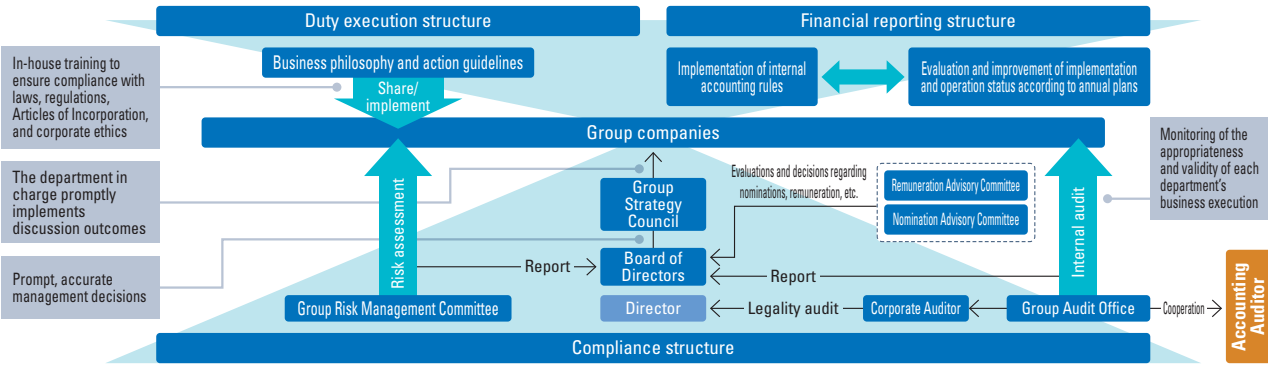 Duty execution structure
Financial reporting structure
In-house training to
ensure compliance with
laws, regulations,
Articles of Incorporation,
and corporate ethics
Business philosophy and action guidelines
Share/
implement
Implementation of internal
accounting rules
Evaluation and improvement of implementation
and operation status according to annual plans
Group companies
The department in
charge promptly
implements
discussion outcomes
Prompt, accurate
management decisions
Risk assessment
Group
Strategy
Council
Evaluations and decisions regarding
nominations, remuneration, etc.
Remuneration Advisory Committee
Nomination Advisory Committee
Internal audit
Monitoring of the
appropriateness
and validity of each
department's
business execution
Report
Board of
Directors
Report
Group Risk Management Committee
Director
Legality audit
Corporate Auditor
Group Audit Office
Cooperation
Accounting
Auditor
Compliance structure